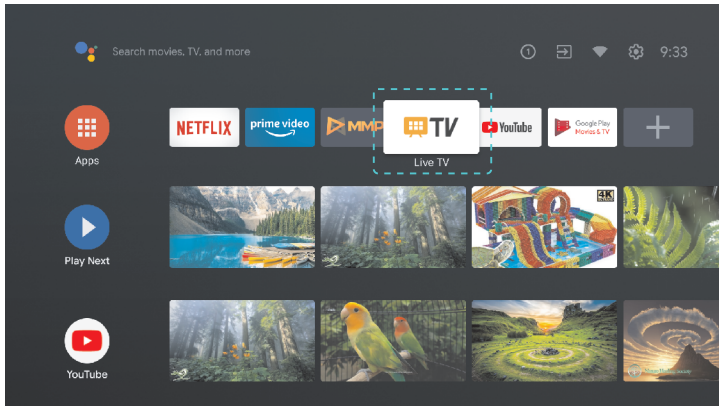 Search movies, TV, and more
1
9:33
NETFLIX
prime video
MMP
TV
YouTube
Google Play
Movies & TV
Apps
Live TV
4K
Play Next
YouTube